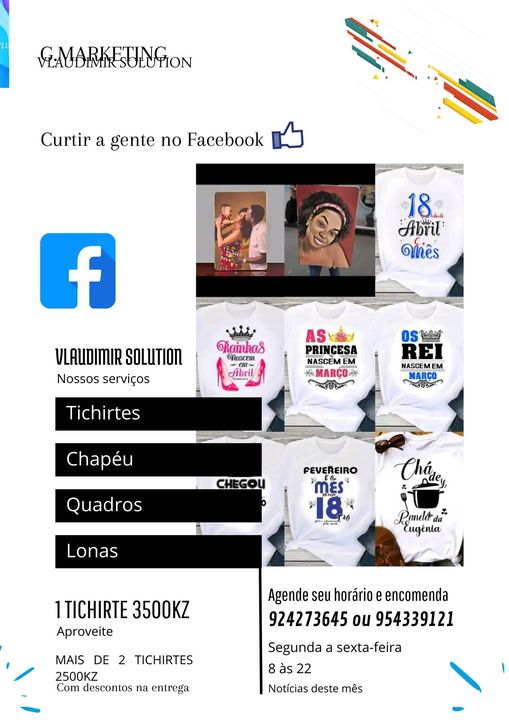 G.MARKETING
VLAUDIMIR SOLUTION
Curtir a gente no Facebook
18
Abril
é o
Mês
Rainhas
Nascem
em
Abril
AS
PRINCESA
NASCEM EM
MARÇO
OS
REI
NASCEM EM
MARÇO
VLAUDIMIR SOLUTION
Nossos serviços
Tichirtes
Chapéu
Quadros
Lonas
CHEGOU
FEVEREIRO
É o
MÊS
18
Chá
de
Panela da
Eugênia
1 TICHIRTE 3500KZ
Aproveite
MAIS DE 2 TICHIRTES
2500KZ
Com descontos na entrega
Agende seu horário e encomenda
924273645 ou 954339121
Segunda a sexta-feira
8 às 22
Notícias deste mês